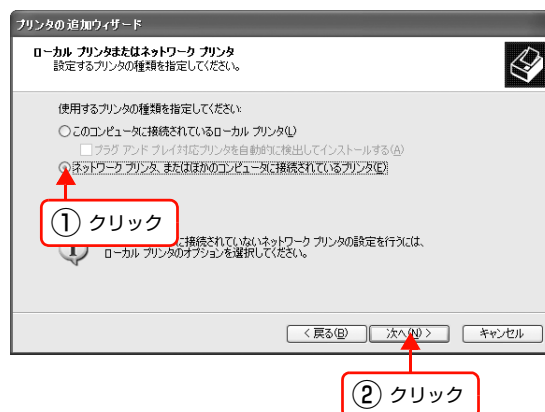 プリンタの追加ウィザード
ローカル プリンタまたはネットワーク プリンタ
設定するプリンタの種類を指定してください。
使用するプリンタの種類を指定してください:
このコンピュータに接続されているローカル プリンタ(L)
プラグ アンド プレイ対応プリンタを自動的に検出してインストールする(A)
ネットワーク プリンタ、またはほかのコンピュータに接続されているプリンタ(E)
① クリック
に接続されていないネットワーク プリンタの設定を行うには、
ローカル プリンタのオプションを選択してください。
< 戻る(B)
次へ(N) >
キャンセル
② クリック